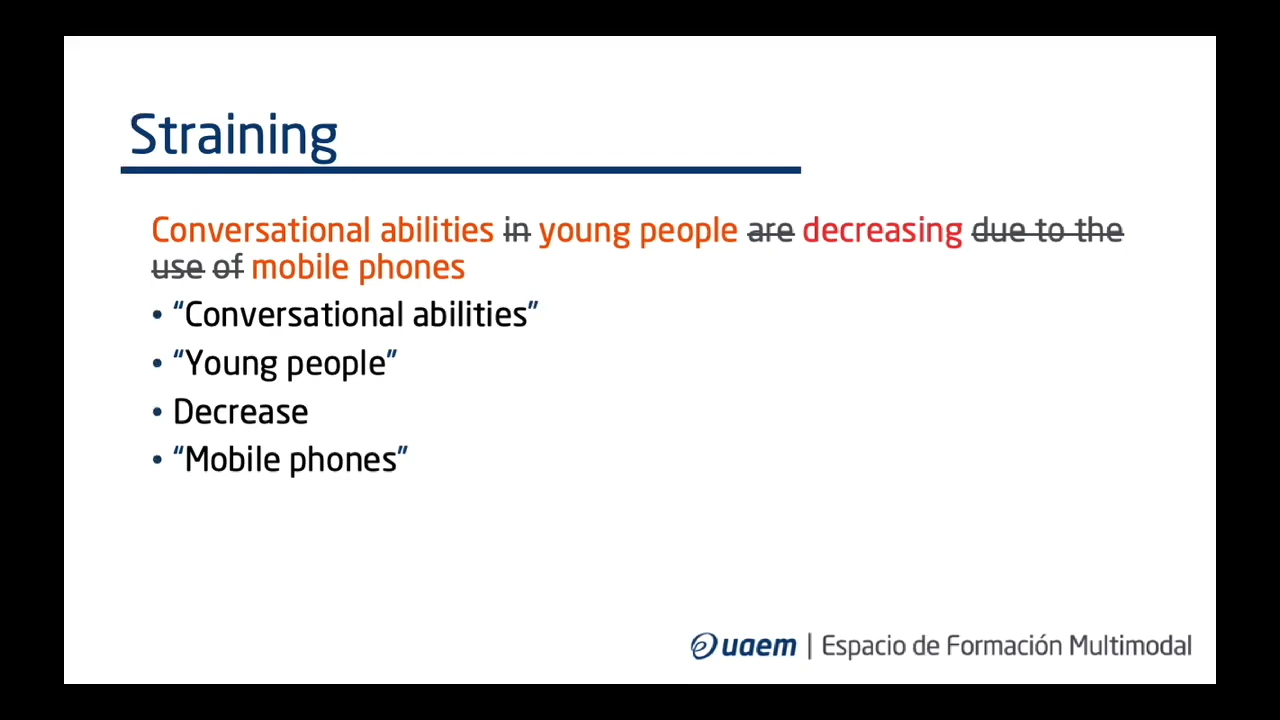 Straining
Conversational abilities in young people are decreasing due to the
use of mobile phones
• “Conversational abilities”
• “Young people”
• Decrease
• “Mobile phones”
uaem | Espacio de Formación Multimodal